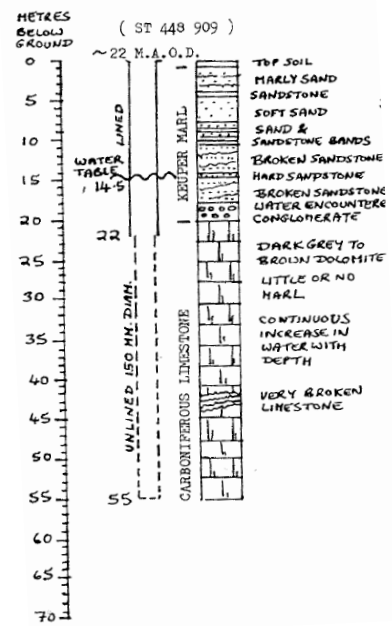 METRES
BELOW
GROUND
( ST 448 909 )
~22 M.A.O.D.
0
5
10
15
20
25
30
35
40
45
50
55
60
65
70
LINED
WATER
TABLE
14.5
22
UNLINED 150 MM. DIAM.
55
KEUPER MARL
CARBONIFEROUS LIMESTONE
TOP SOIL
MARLY SAND
SANDSTONE
SOFT SAND
SAND &
SANDSTONE BANDS
BROKEN SANDSTONE
HARD SANDSTONE
BROKEN SANDSTONE
WATER ENCOUNTERE
CONGLOMERATE
DARK GREY TO
BROWN DOLOMITE
LITTLE OR NO
MARL
CONTINUOUS
INCREASE IN
WATER WITH
DEPTH
VERY BROKEN
LIMESTONE